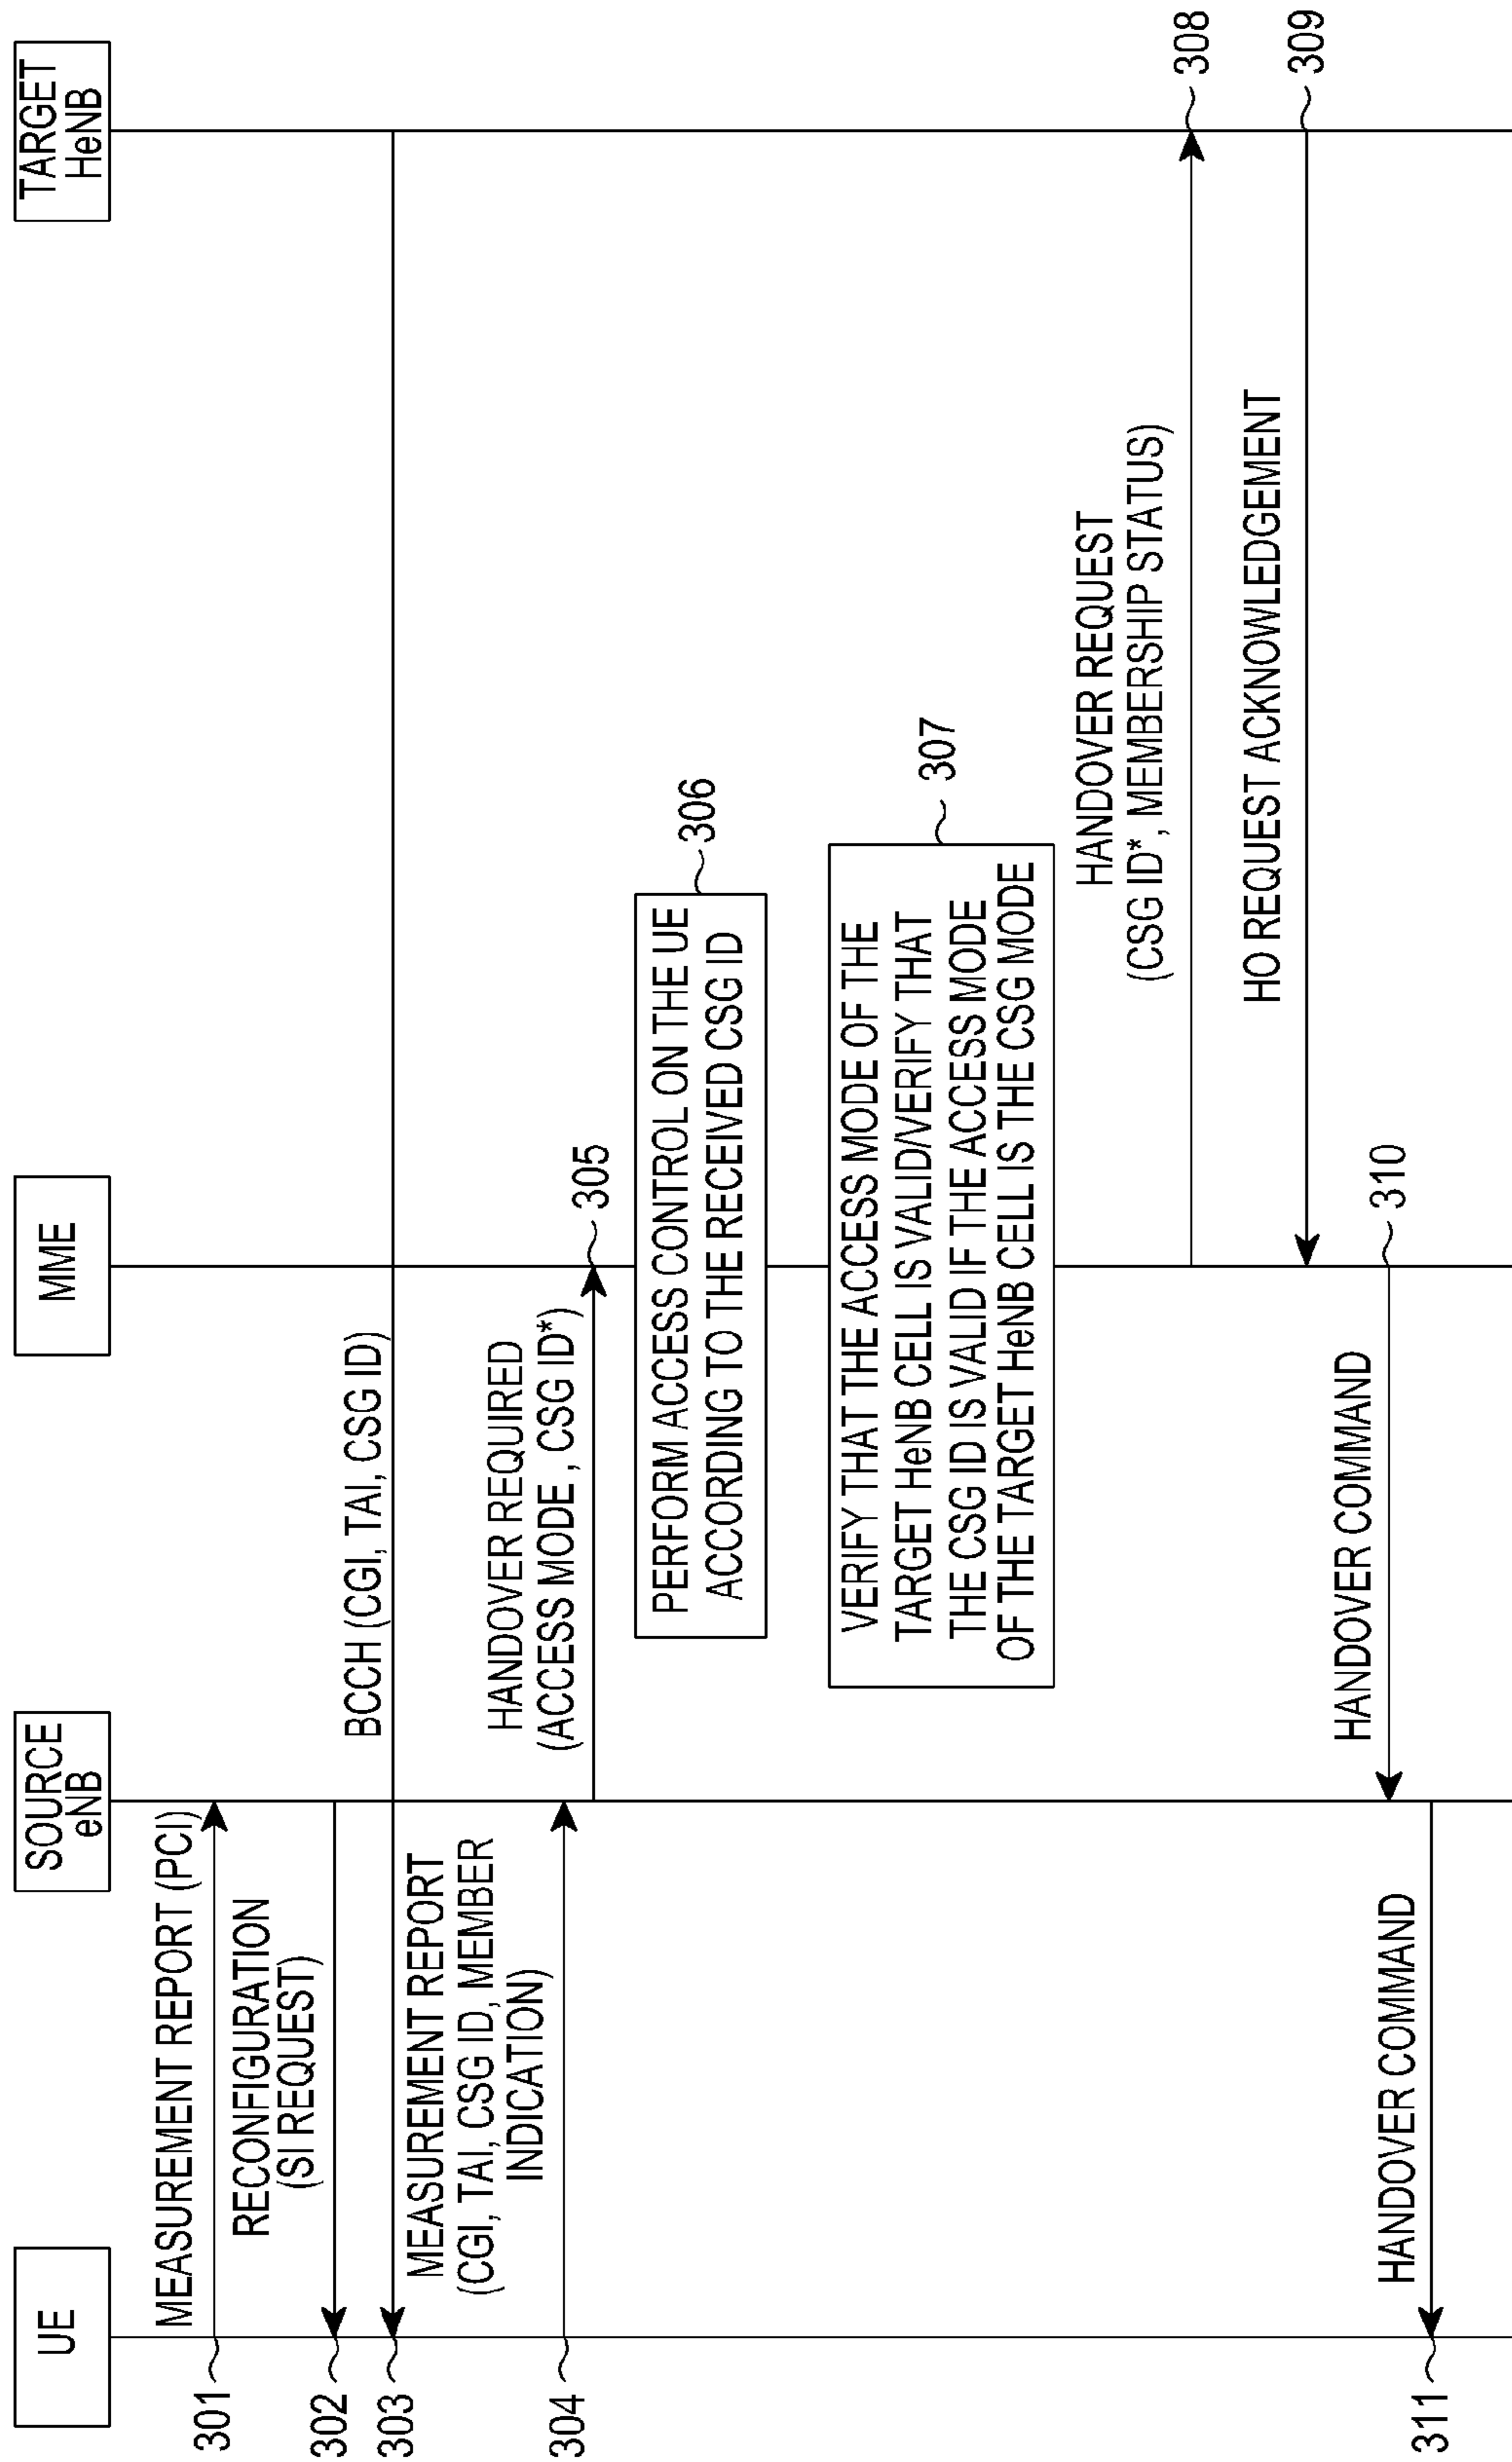 UE
SOURCE
eNB
MME
TARGET
HeNB
301
MEASUREMENT REPORT (PCI)
302
RECONFIGURATION
(SI REQUEST)
303
BCCH (CGI, TAI, CSG ID)
304
MEASUREMENT REPORT
(CGI, TAI, CSG ID, MEMBER
INDICATION)
HANDOVER REQUIRED
(ACCESS MODE , CSG ID*)
305
PERFORM ACCESS CONTROL ON THE UE
ACCORDING TO THE RECEIVED CSG ID
306
VERIFY THAT THE ACCESS MODE OF THE
TARGET HeNB CELL IS VALID/VERIFY THAT
THE CSG ID IS VALID IF THE ACCESS MODE
OF THE TARGET HeNB CELL IS THE CSG MODE
307
HANDOVER REQUEST
(CSG ID*, MEMBERSHIP STATUS)
308
HO REQUEST ACKNOWLEDGEMENT
309
HANDOVER COMMAND
310
HANDOVER COMMAND
311